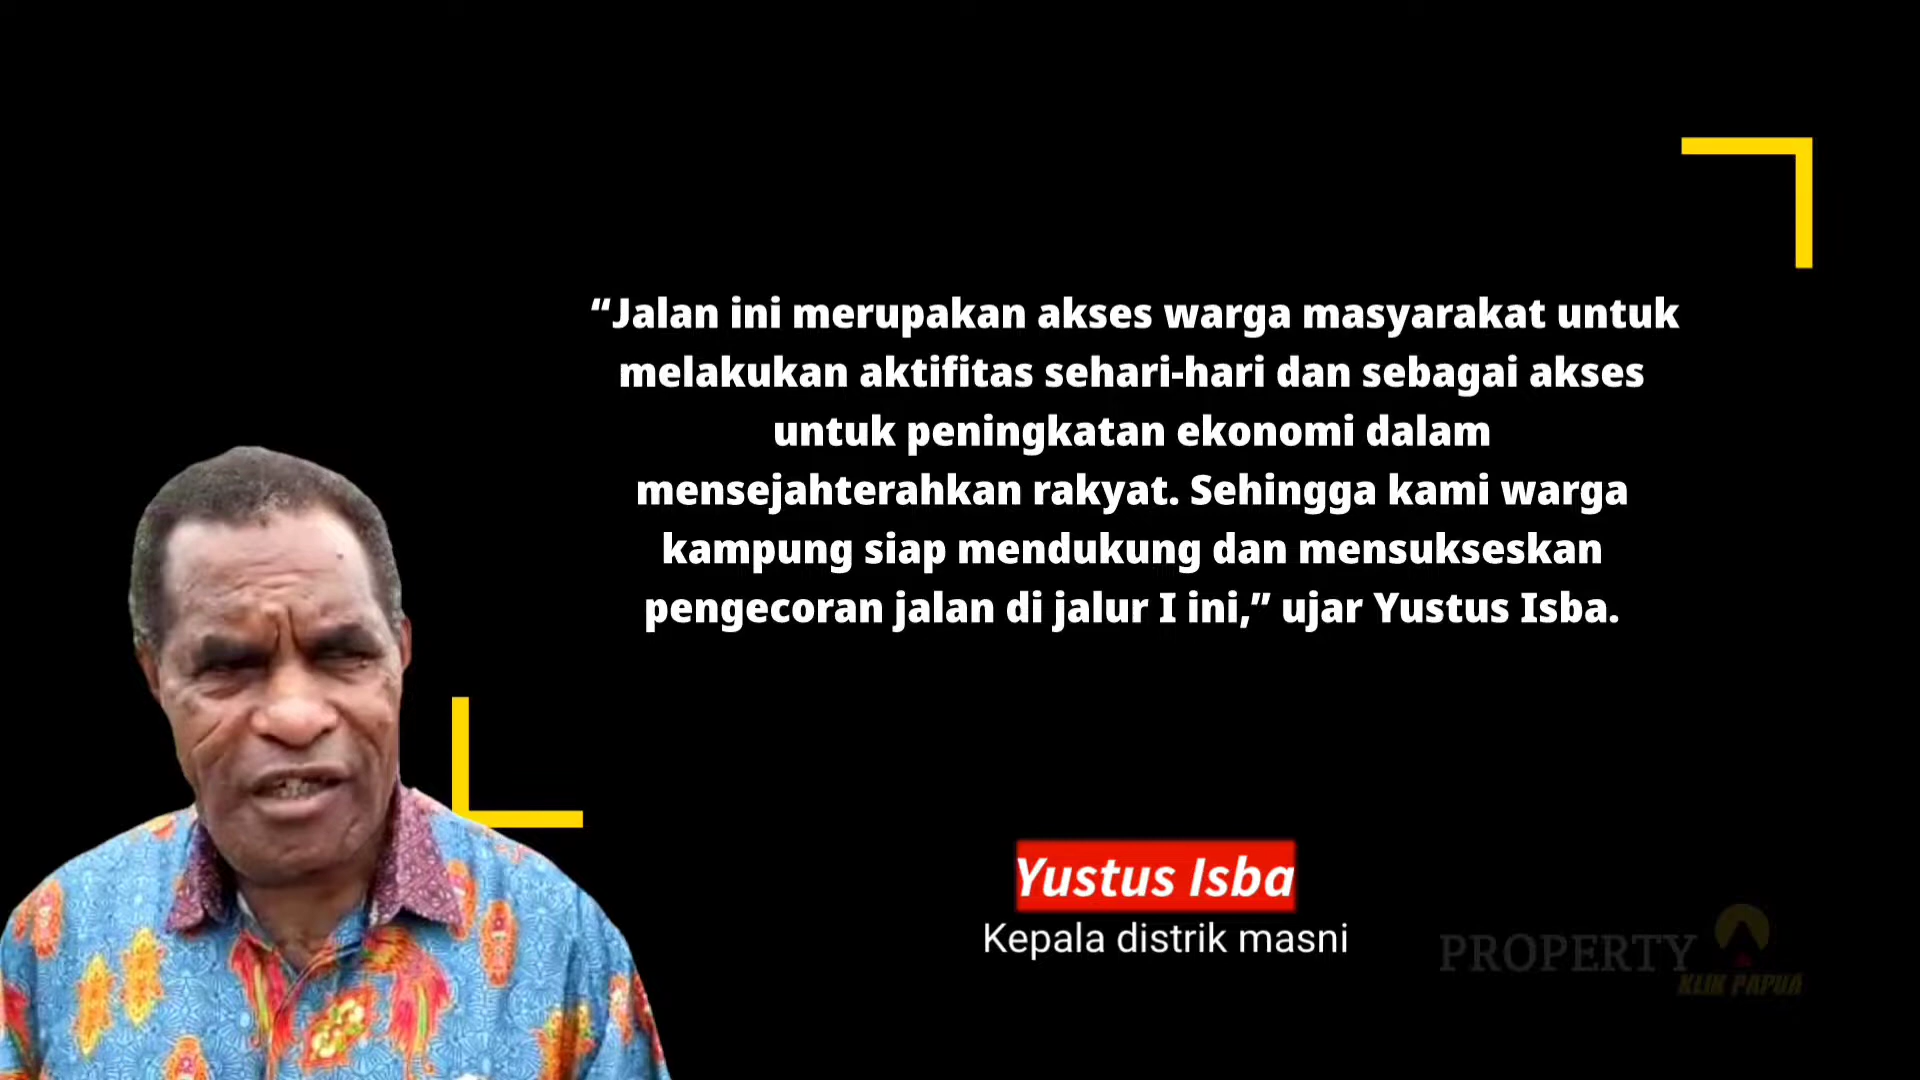 “Jalan ini merupakan akses warga masyarakat untuk
melakukan aktifitas sehari-hari dan sebagai akses
untuk peningkatan ekonomi dalam
mensejahterahkan rakyat. Sehingga kami warga
kampung siap mendukung dan mensukseskan
pengecoran jalan di jalur I ini,” ujar Yustus Isba.
Yustus Isba
Kepala distrik masni
PROPERTY
KLIK PAPUA